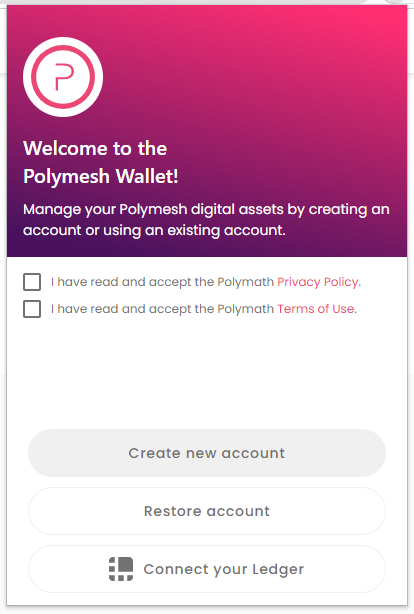 Welcome to the
Polymesh Wallet!
Manage your Polymesh digital assets by creating an
account or using an existing account.
I have read and accept the Polymath Privacy Policy.
I have read and accept the Polymath Terms of Use.
Create new account
Restore account
Connect your Ledger